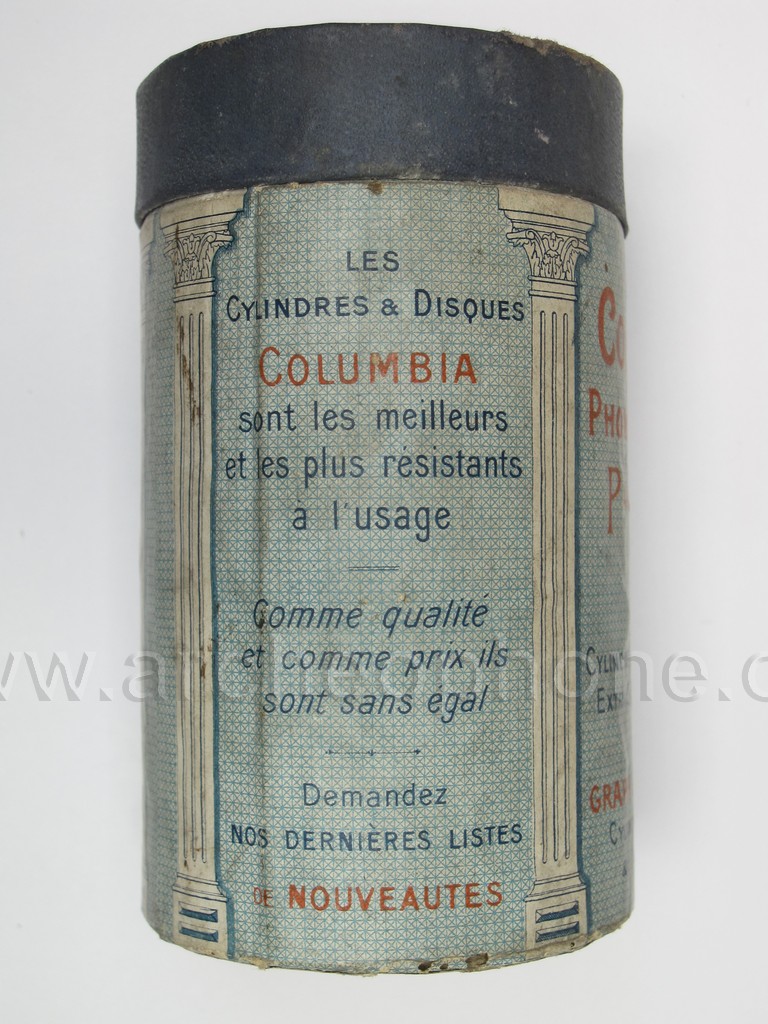 LES
CYLINDRES & DISQUES
COLUMBIA
sont les meilleurs
et les plus résistants
à l'usage
Comme qualité
et comme prix ils
sont sans égal
Demandez
NOS DERNIÈRES LISTES
DE NOUVEAUTES